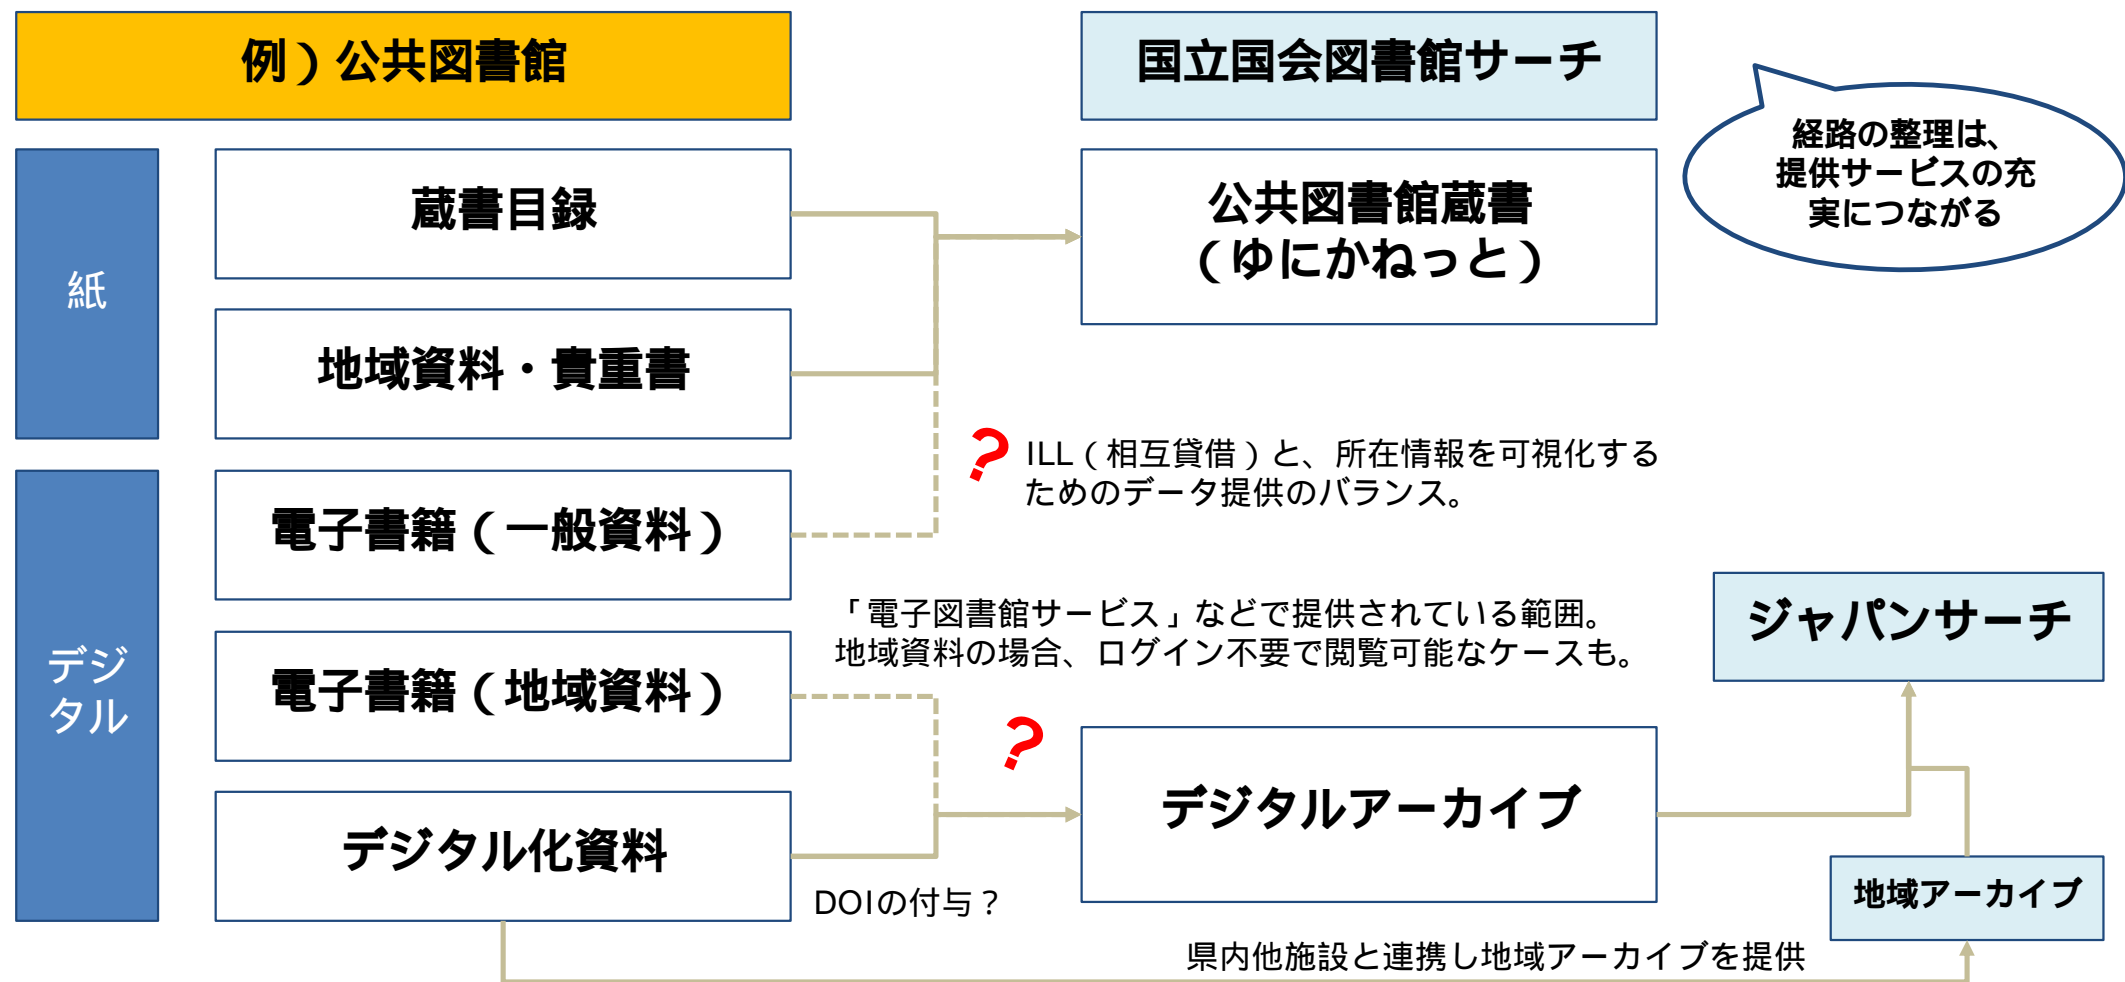 例）公共図書館
国立国会図書館サーチ
経路の整理は、
提供サービスの充
実につながる
紙
蔵書目録
公共図書館蔵書
（ゆにかねっと）
地域資料・貴重書
?
ILL（相互貸借）と、所在情報を可視化する
ためのデータ提供のバランス。
デジ
タル
電子書籍（一般資料）
「電子図書館サービス」などで提供されている範囲。
地域資料の場合、ログイン不要で閲覧可能なケースも。
ジャパンサーチ
電子書籍（地域資料）
?
デジタルアーカイブ
デジタル化資料
DOIの付与？
地域アーカイブ
県内他施設と連携し地域アーカイブを提供